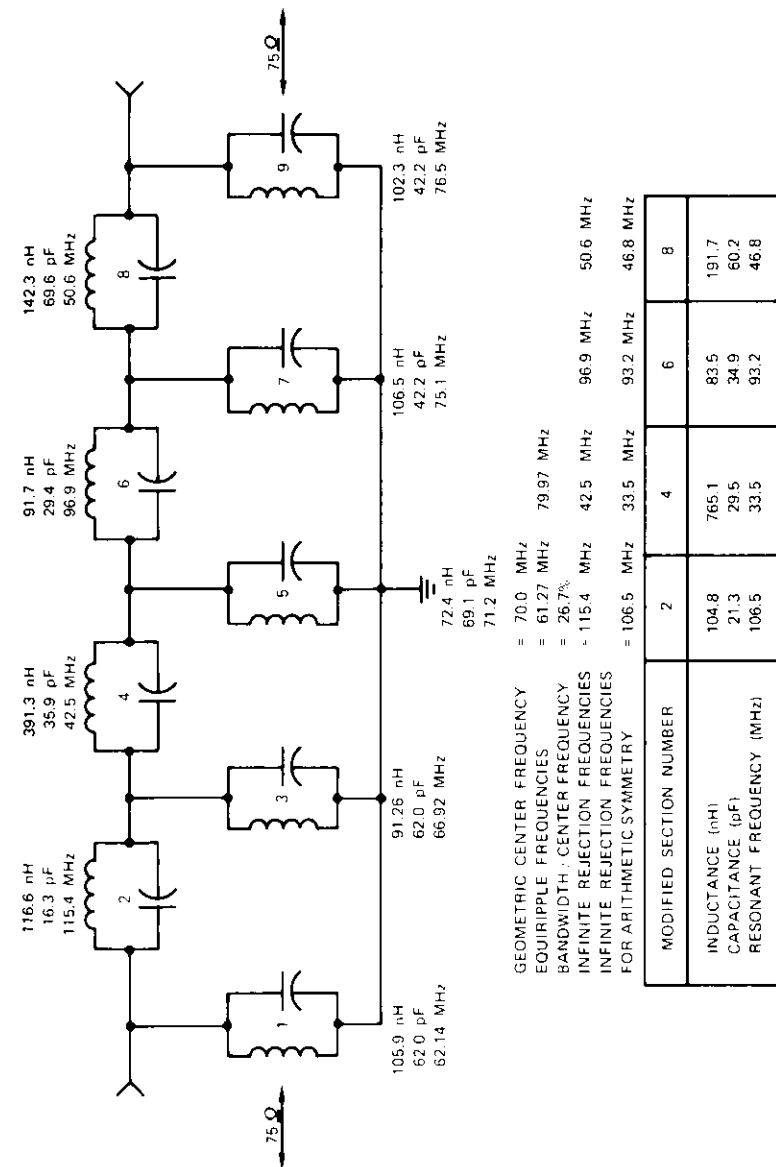 116.6 nH
16.3 pF
115.4 MHz
2
391.3 nH
35.9 pF
42.5 MHz
4
91.7 nH
29.4 pF
96.9 MHz
6
142.3 nH
69.6 pF
50.6 MHz
8
75 Ω
1
105.9 nH
62.0 pF
62.14 MHz
3
91.26 nH
62.0 pF
66.92 MHz
5
72.4 nH
69.1 pF
71.2 MHz
7
106.5 nH
42.2 pF
75.1 MHz
9
102.3 nH
42.2 pF
76.5 MHz
75 Ω
GEOMETRIC CENTER FREQUENCY = 70.0 MHz
EQUIRIPPLE FREQUENCIES = 61.27 MHz 79.97 MHz
BANDWIDTH : CENTER FREQUENCY = 26.7%
INFINITE REJECTION FREQUENCIES = 115.4 MHz 42.5 MHz 96.9 MHz 50.6 MHz
INFINITE REJECTION FREQUENCIES
FOR ARITHMETIC SYMMETRY = 106.5 MHz 33.5 MHz 93.2 MHz 46.8 MHz
MODIFIED SECTION NUMBER 2 4 6 8
INDUCTANCE (nH) 104.8 765.1 83.5 191.7
CAPACITANCE (pF) 21.3 29.5 34.9 60.2
RESONANT FREQUENCY (MHz) 106.5 33.5 93.2 46.8